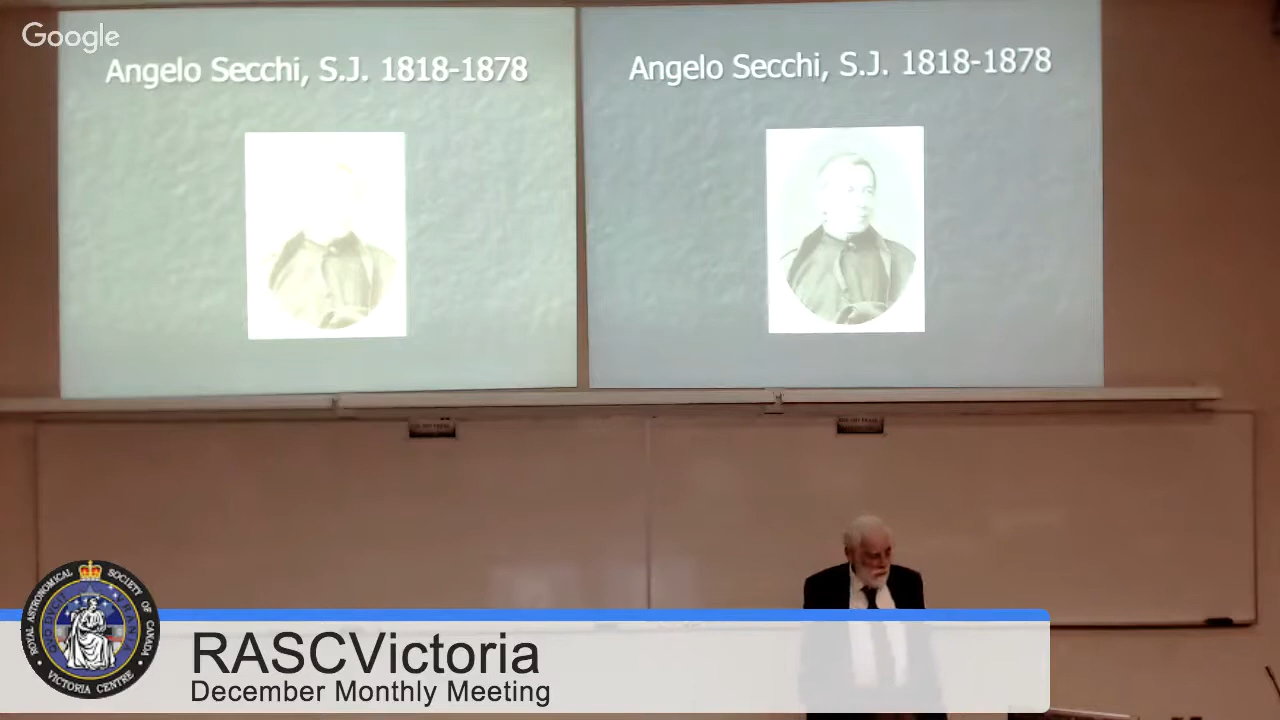 Google
Angelo Secchi, S.J. 1818-1878
Angelo Secchi, S.J. 1818-1878
ROYAL ASTRONOMICAL SOCIETY OF CANADA
VICTORIA CENTRE
RASCVictoria
December Monthly Meeting